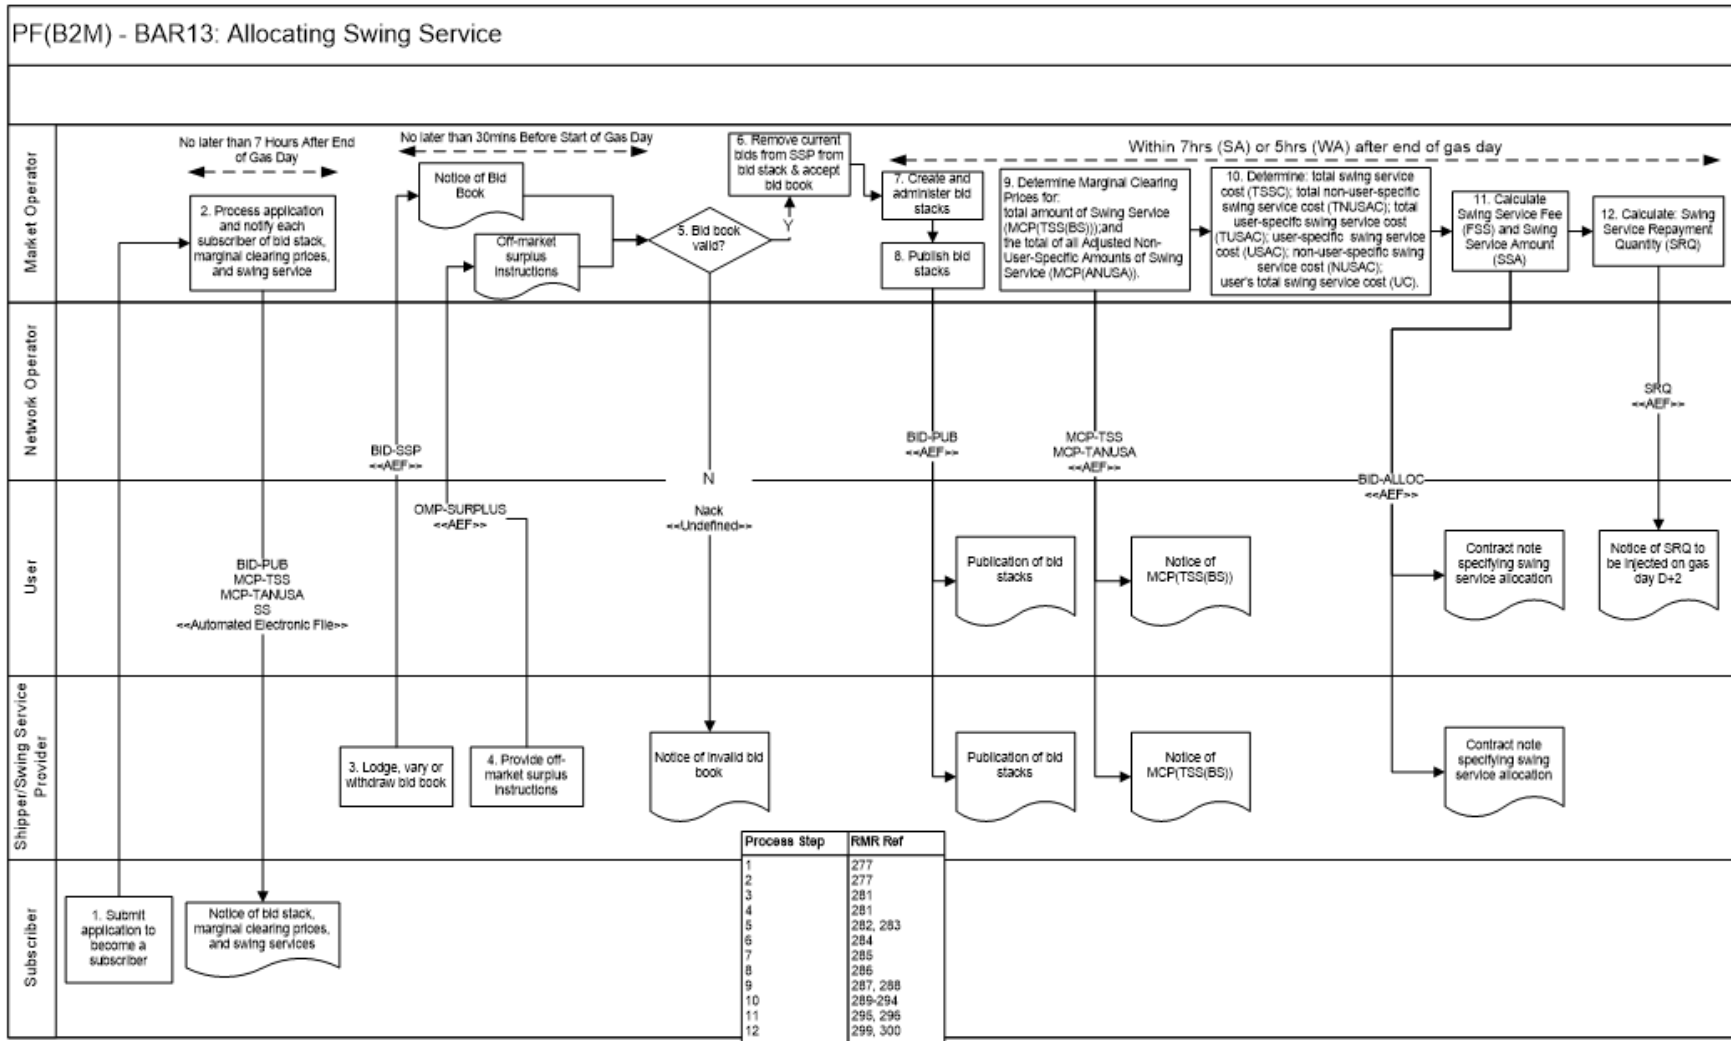 PF(B2M) - BAR13: Allocating Swing Service
Market Operator
No later than 7 Hours After End
of Gas Day
2. Process application
and notify each
subscriber of bid stack,
marginal clearing prices,
and swing service
No later than 30mins Before Start of Gas Day
Notice of Bid
Book
Off-market
surplus
instructions
5. Bid book
valid?
Y
6. Remove current
bids from SSP from
bid stack & accept
bid book
Within 7hrs (SA) or 5hrs (WA) after end of gas day
7. Create and
administer bid
stacks
8. Publish bid
stacks
9. Determine Marginal Clearing
Prices for:
total amount of Swing Service
(MCP(TSS(BS)));and
the total of all Adjusted Non-
User-Specific Amounts of Swing
Service (MCP(ANUSA)).
10. Determine: total swing service
cost (TSSC); total non-user-specific
swing service cost (TNUSAC); total
user-specifc swing service cost
(TUSAC); user-specific swing service
cost (USAC); non-user-specific swing
service cost (NUSAC);
user's total swing service cost (UC).
11. Calculate
Swing Service Fee
(FSS) and Swing
Service Amount
(SSA)
12. Calculate: Swing
Service Repayment
Quantity (SRQ)
Network Operator
BID-SSP
<<AEF>>
N
BID-PUB
<<AEF>>
MCP-TSS
MCP-TANUSA
<<AEF>>
BID-ALLOC
<<AEF>>
SRQ
<<AEF>>
User
BID-PUB
MCP-TSS
MCP-TANUSA
SS
<<Automated Electronic File>>
OMP-SURPLUS
<<AEF>>
Nack
<<Undefined>>
Publication of bid
stacks
Notice of
MCP(TSS(BS))
Contract note
specifying swing
service allocation
Notice of SRQ to
be injected on gas
day D+2
Shipper/Swing Service
Provider
3. Lodge, vary or
withdraw bid book
4. Provide off-
market surplus
instructions
Notice of invalid bid
book
Publication of bid
stacks
Notice of
MCP(TSS(BS))
Contract note
specifying swing
service allocation
Subscriber
1. Submit
application to
become a
subscriber
Notice of bid stack,
marginal clearing prices,
and swing services
Process Step RMR Ref
1 277
2 277
3 281
4 281
5 282, 283
6 284
7 285
8 286
9 287, 288
10 289-294
11 295, 296
12 299, 300